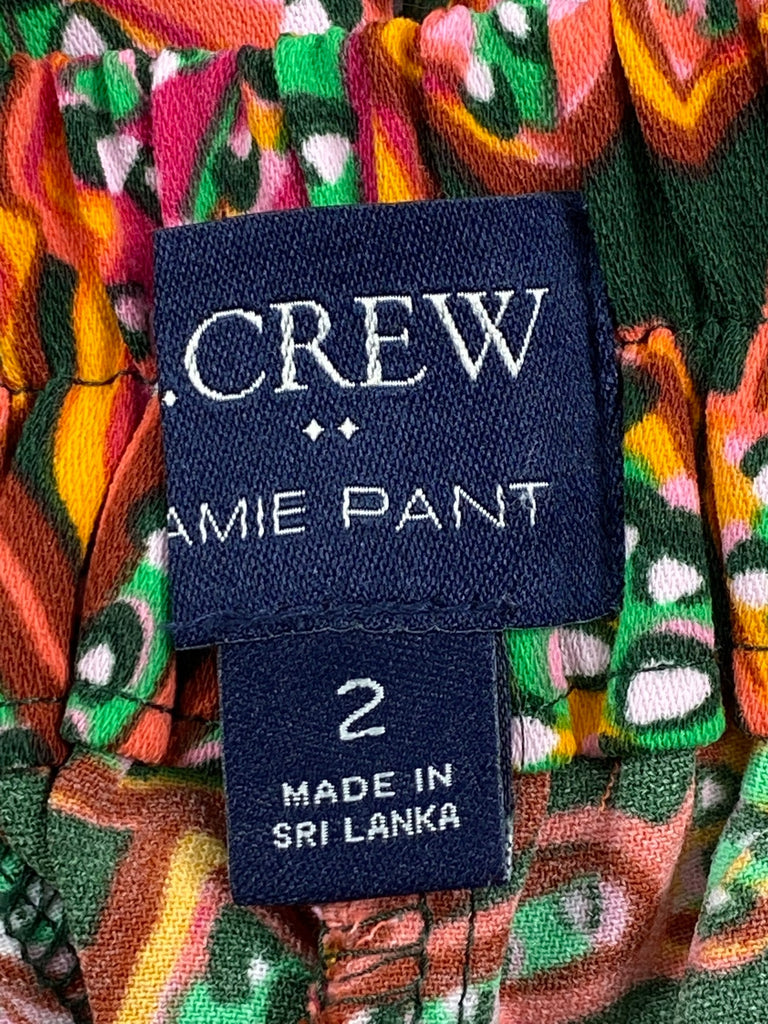 .CREW
AMIE PANT
2
MADE IN
SRI LANKA